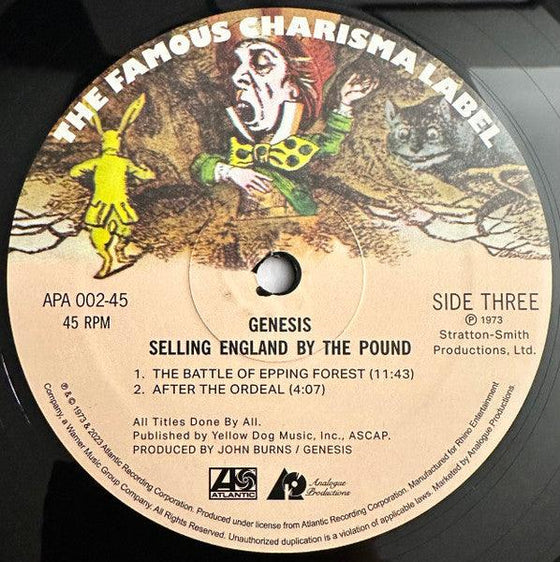 THE FAMOUS CHARISMA LABEL
APA 002-45
45 RPM
SIDE THREE
℗ 1973
Stratton-Smith
Productions, Ltd.
GENESIS
SELLING ENGLAND BY THE POUND
1. THE BATTLE OF EPPING FOREST (11:43)
2. AFTER THE ORDEAL (4:07)
All Titles Done By All.
Published by Yellow Dog Music, Inc., ASCAP.
PRODUCED BY JOHN BURNS / GENESIS
ATLANTIC
Analogue
Productions
℗ & © 1973 & 2023 Atlantic Recording Corporation. Produced under license from Atlantic Recording Corporation. Manufactured for Rhino Entertainment
Company, a Warner Music Group Company. All Rights Reserved. Unauthorized duplication is a violation of applicable laws. Marketed by Analogue Productions.